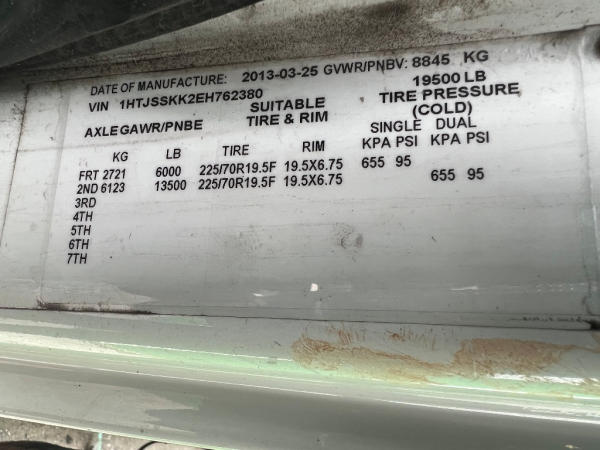 DATE OF MANUFACTURE: 2013-03-25 GVWR/PNBV: 8845 KG
19500 LB
VIN 1HTJSSKK2EH762380
SUITABLE TIRE PRESSURE
AXLE GAWR/PNBE TIRE & RIM (COLD)
SINGLE DUAL
KG LB TIRE RIM KPA PSI KPA PSI
FRT 2721 6000 225/70R19.5F 19.5X6.75 655 95
2ND 6123 13500 225/70R19.5F 19.5X6.75 655 95
3RD
4TH
5TH
6TH
7TH